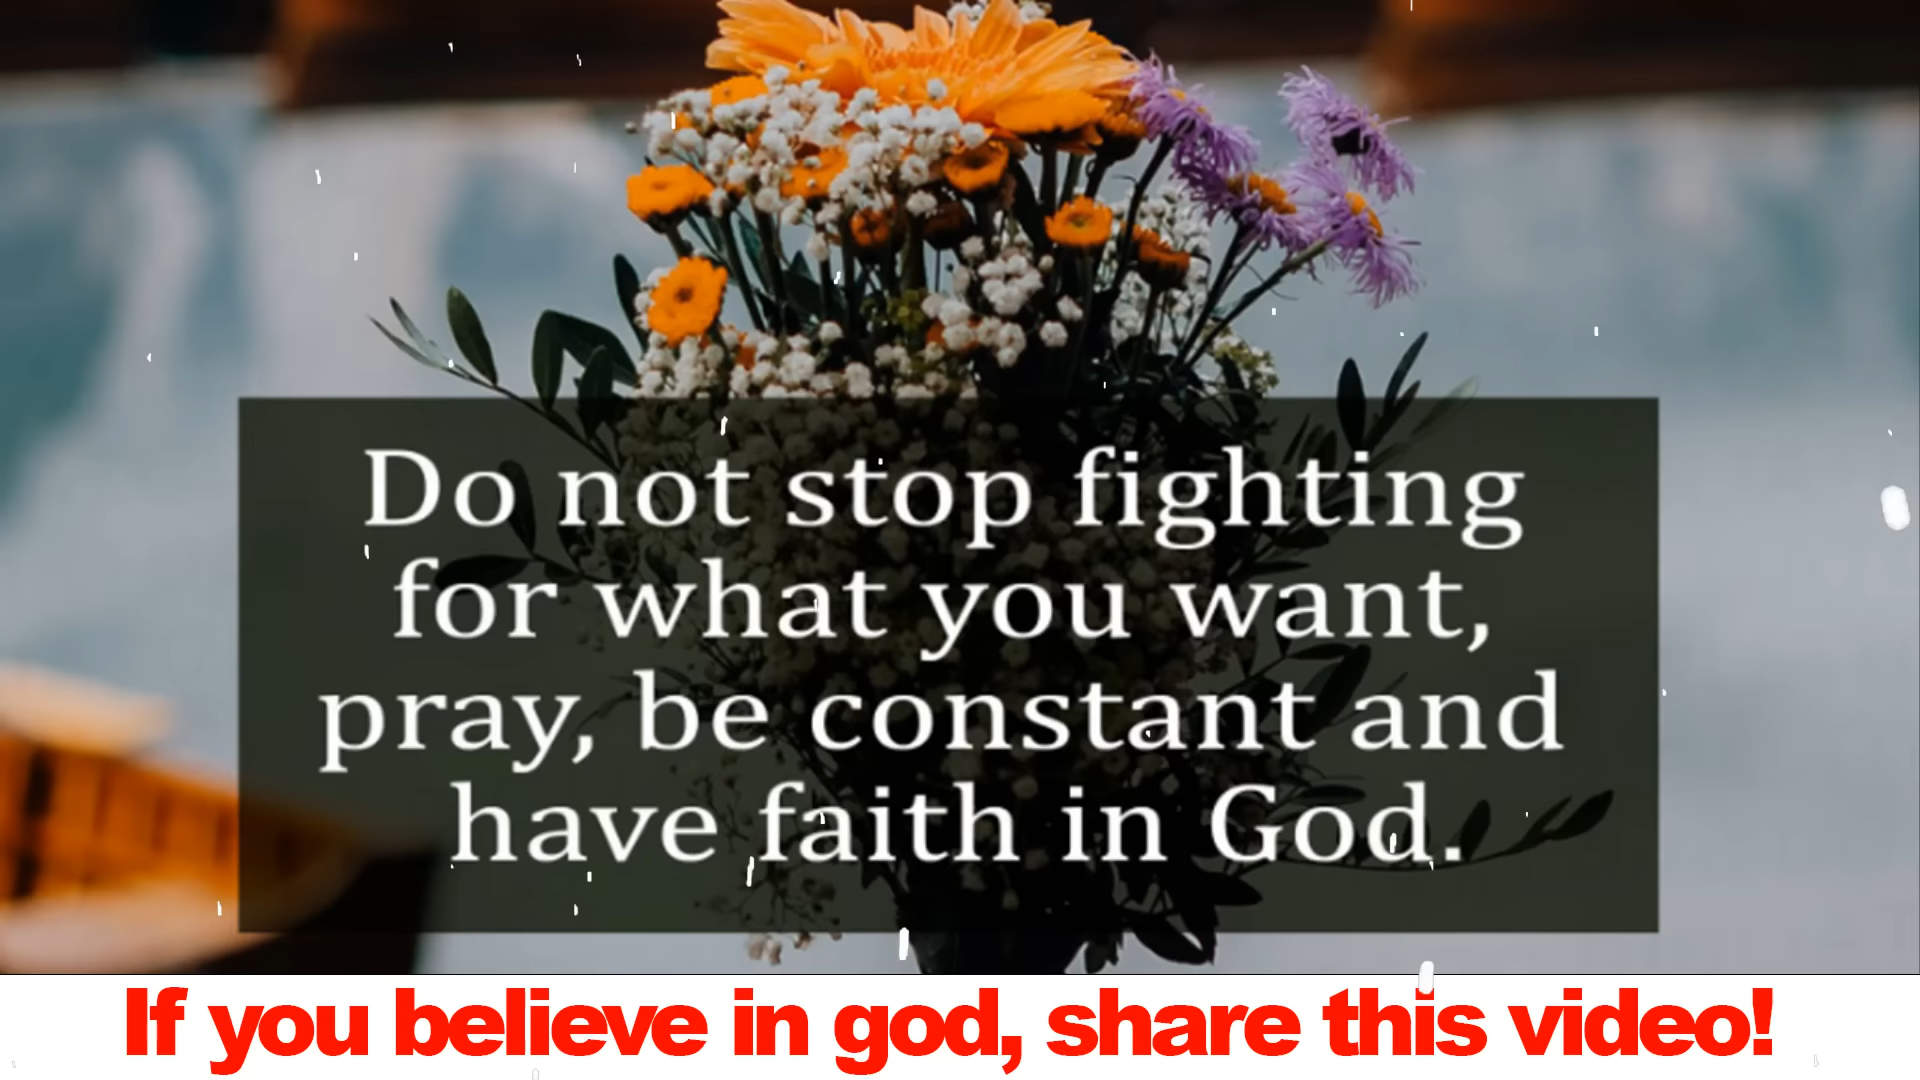 Do not stop fighting
for what you want,
pray, be constant and
have faith in God.
If you believe in god, share this video!